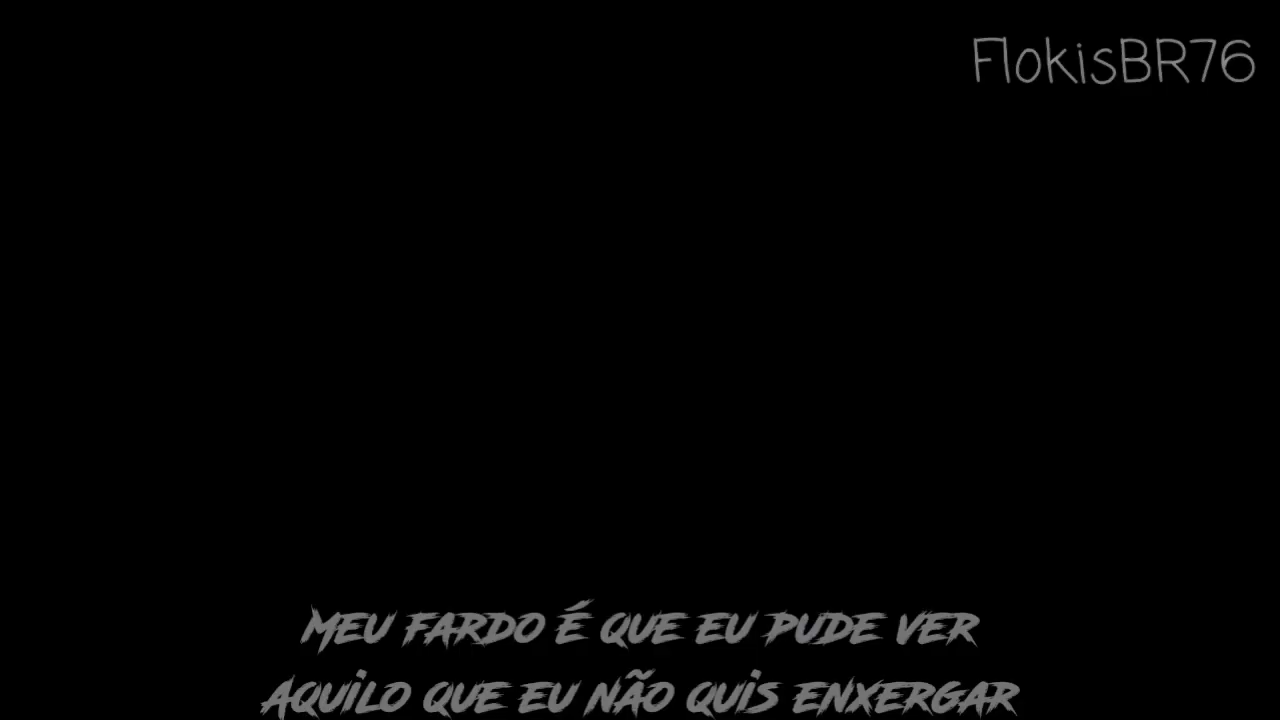 FlokisBR76
MEU FARDO É QUE EU PUDE VER
AQUILO QUE EU NÃO QUIS ENXERGAR